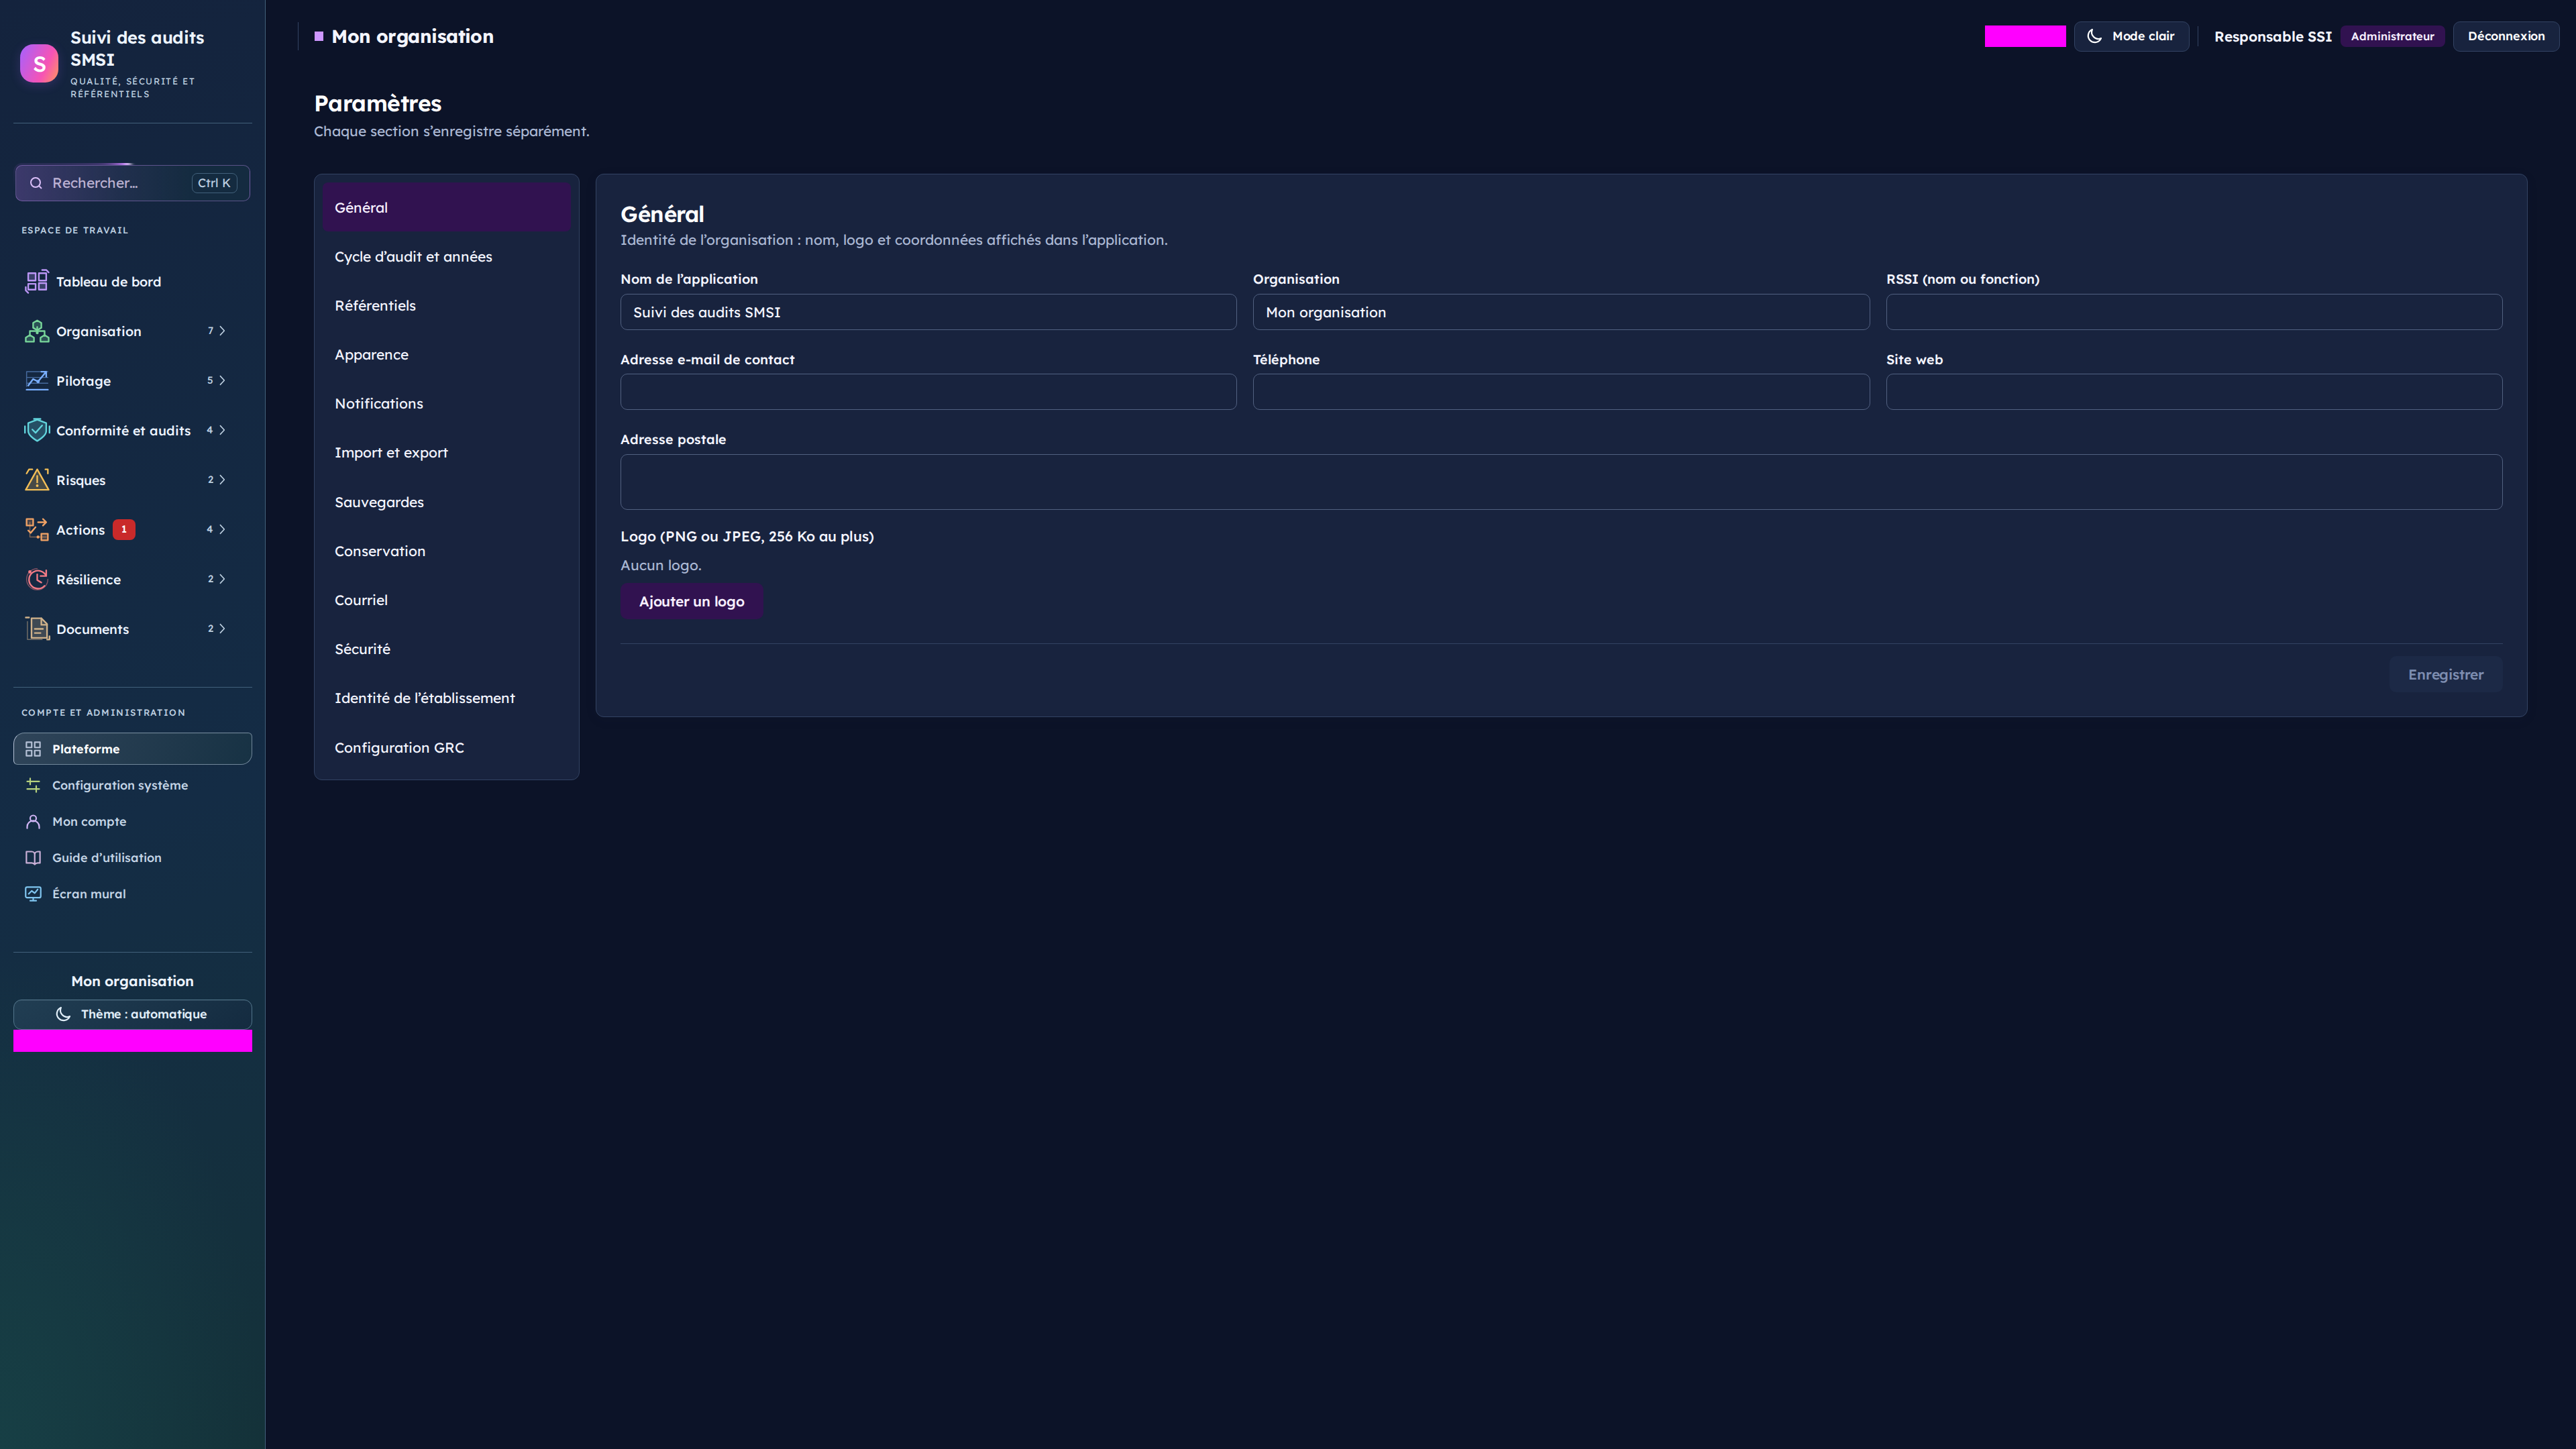 Suivi des audits
SMSI
QUALITÉ, SÉCURITÉ ET
RÉFÉRENTIELS
S
Rechercher…
Ctrl K
ESPACE DE TRAVAIL
Tableau de bord
Organisation 7
Pilotage 5
Conformité et audits 4
Risques 2
Actions 1 4
Résilience 2
Documents 2
COMPTE ET ADMINISTRATION
Plateforme
Configuration système
Mon compte
Guide d’utilisation
Écran mural
Mon organisation
Thème : automatique
Mon organisation
Mode clair
Responsable SSI
Administrateur
Déconnexion
Paramètres
Chaque section s’enregistre séparément.
Général
Cycle d’audit et années
Référentiels
Apparence
Notifications
Import et export
Sauvegardes
Conservation
Courriel
Sécurité
Identité de l’établissement
Configuration GRC
Général
Identité de l’organisation : nom, logo et coordonnées affichés dans l’application.
Nom de l’application
Suivi des audits SMSI
Organisation
Mon organisation
RSSI (nom ou fonction)
Adresse e-mail de contact
Téléphone
Site web
Adresse postale
Logo (PNG ou JPEG, 256 Ko au plus)
Aucun logo.
Ajouter un logo
Enregistrer